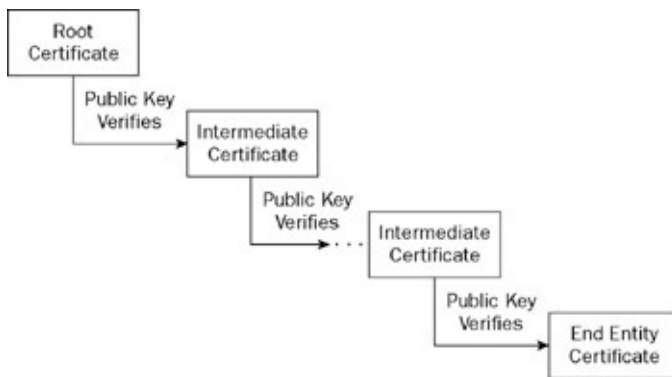 Root
Certificate
Public Key
Verifies
Intermediate
Certificate
Public Key
Verifies
Intermediate
Certificate
Public Key
Verifies
End Entity
Certificate